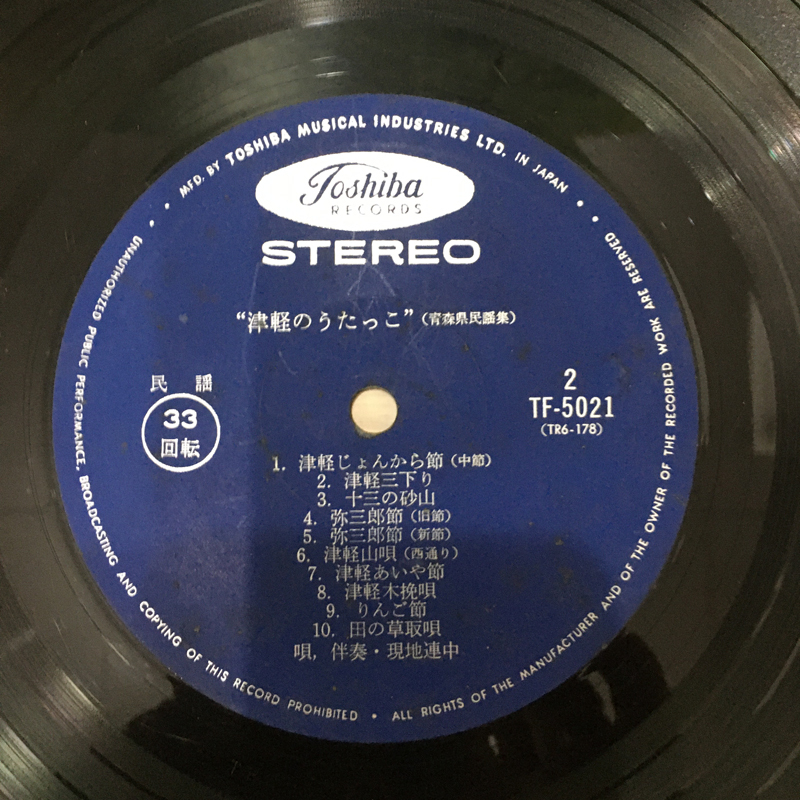 MFD. BY TOSHIBA MUSICAL INDUSTRIES LTD. IN JAPAN
Toshiba
RECORDS
STEREO
“津軽のうたっこ”（青森県民謡集）
民謡
33
回転
2
TF-5021
(TR6-178)
1. 津軽じょんから節（中節）
2. 津軽三下り
3. 十三の砂山
4. 弥三郎節（旧節）
5. 弥三郎節（新節）
6. 津軽山唄（西通り）
7. 津軽あいや節
8. 津軽木挽唄
9. りんご節
10. 田の草取唄
唄，伴奏・現地連中
UNAUTHORIZED PUBLIC PERFORMANCE, BROADCASTING AND COPYING OF THIS RECORD PROHIBITED • ALL RIGHTS OF THE MANUFACTURER AND OF THE OWNER OF THE RECORDED WORK ARE RESERVED